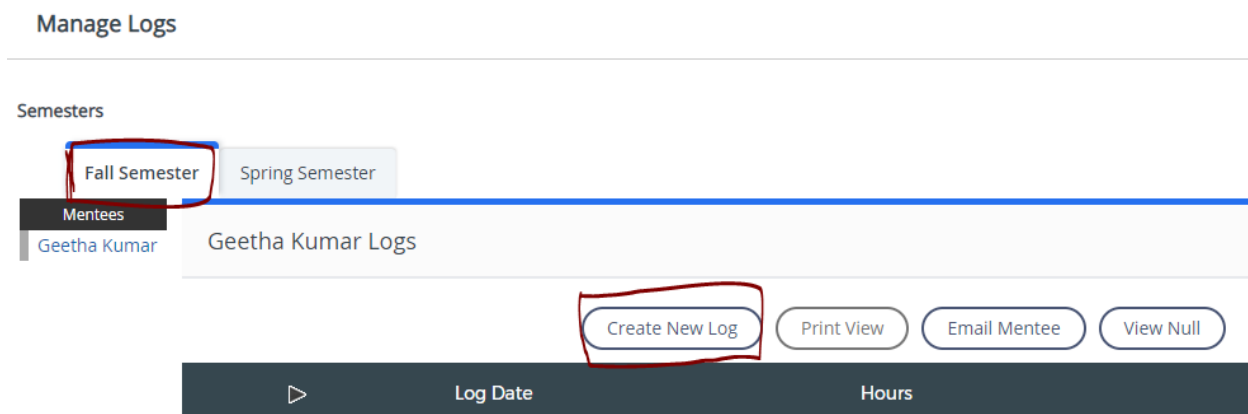 Manage Logs
Semesters
Fall Semester Spring Semester
Mentees
Geetha Kumar
Geetha Kumar Logs
Create New Log Print View Email Mentee View Null
Log Date Hours